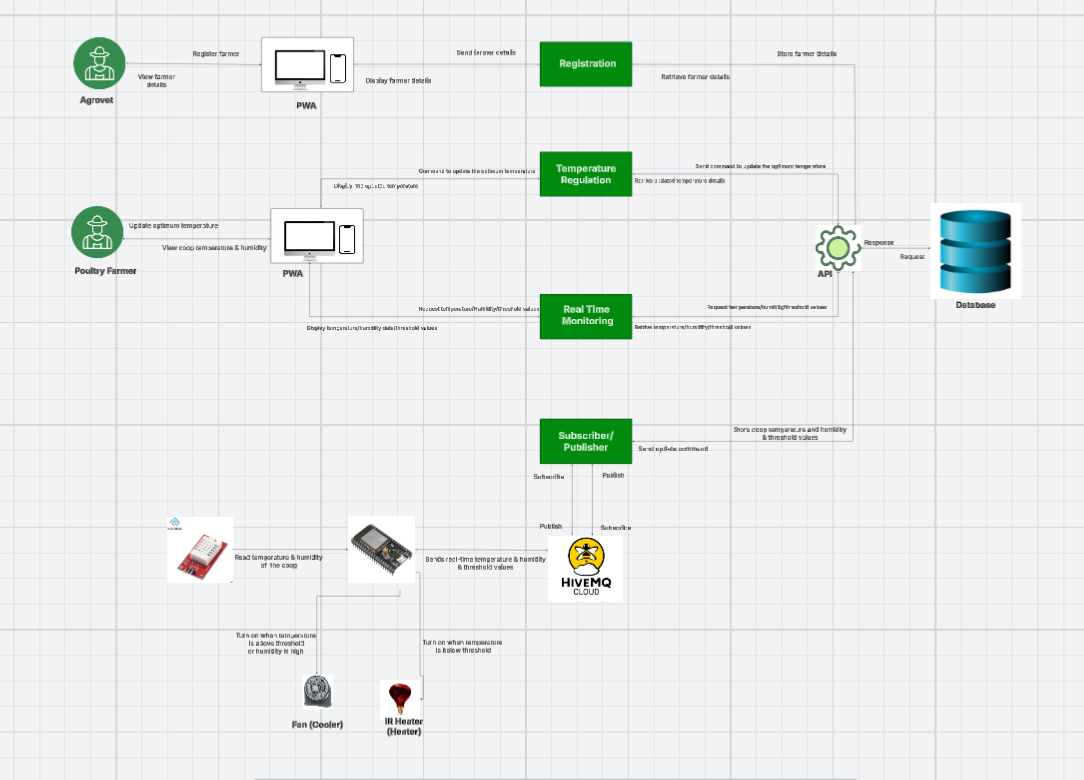 Register farmer
View farmer
details
Agrovet
PWA
Send farmer details
Display farmer details
Registration
Store farmer details
Retrieve farmer details
Command to update the optimum temperature
Display the updated temperature
Temperature
Regulation
Send command to update the optimum temperature
Retrieve updated temperature details
Update optimum temperature
View coop temperature & humidity
Poultry Farmer
PWA
API
Response
Request
Database
Request temperature/humidity/threshold values
Display temperature/humidity data/threshold values
Real Time
Monitoring
Request temperature/humidity/threshold values
Retrive temperature/humidity/threshold values
Subscriber/
Publisher
Store coop temperature and humidity
& threshold values
Send update command
Subscribe
Publish
Publish
Subscribe
Read temperature & humidity
of the coop
Sends real-time temperature & humidity
& threshold values
HIVEMQ
CLOUD
Turn on when temperature
is above threshold
or humidity is high
Turn on when temperature
is below threshold
Fan (Cooler)
IR Heater
(Heater)